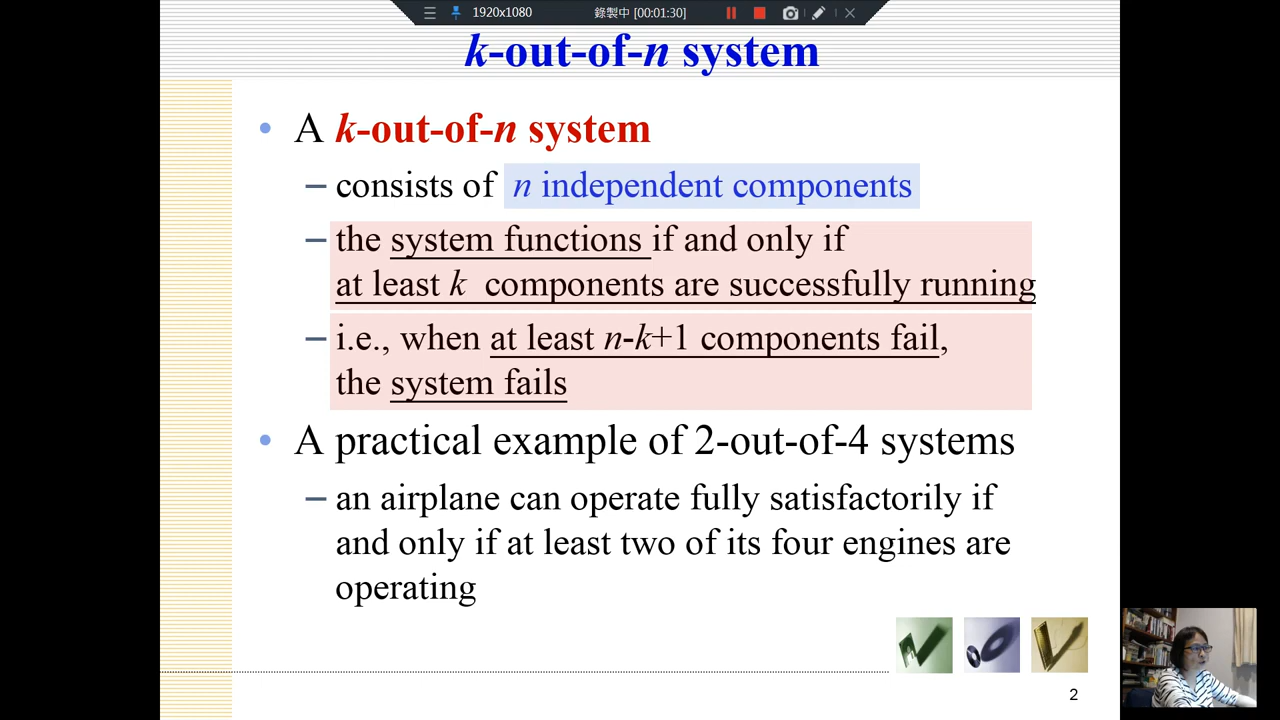 1920x1080 錄製中 [00:01:30]
k-out-of-n system
• A k-out-of-n system
– consists of n independent components
– the system functions if and only if
at least k components are successfully running
– i.e., when at least n-k+1 components fail,
the system fails
• A practical example of 2-out-of-4 systems
– an airplane can operate fully satisfactorily if
and only if at least two of its four engines are
operating
2